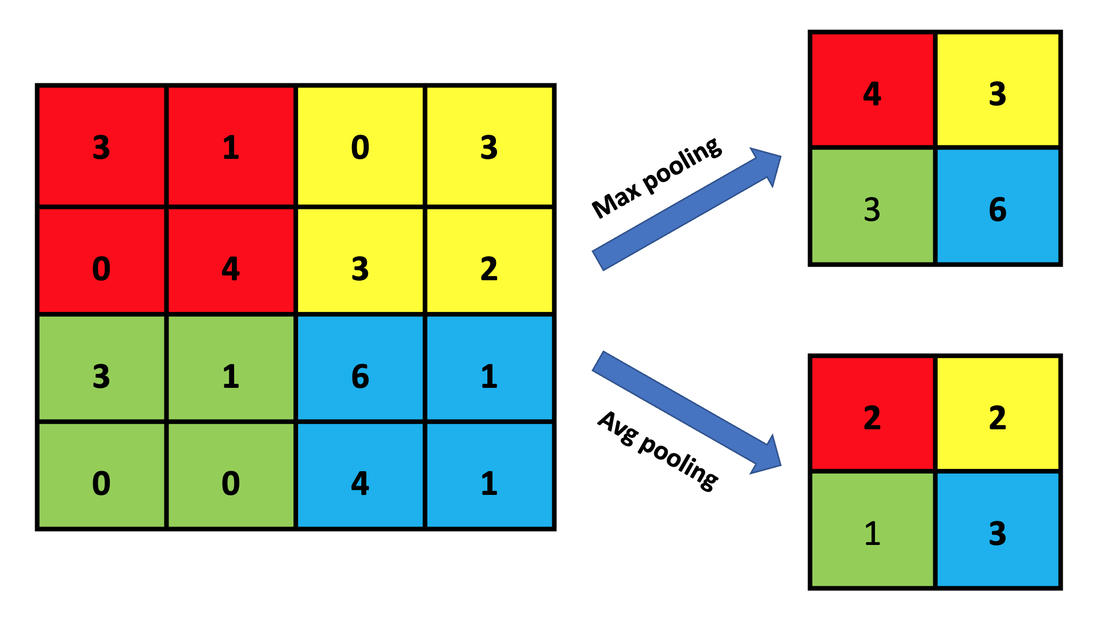 3 1 0 3
0 4 3 2
3 1 6 1
0 0 4 1
Max pooling
4 3
3 6
Avg pooling
2 2
1 3